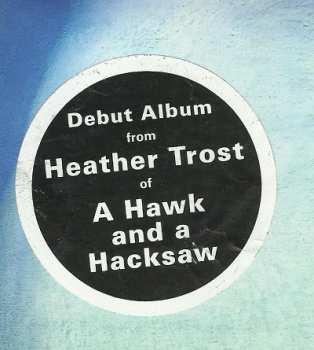 Debut Album
from
Heather Trost
of
A Hawk
and a
Hacksaw